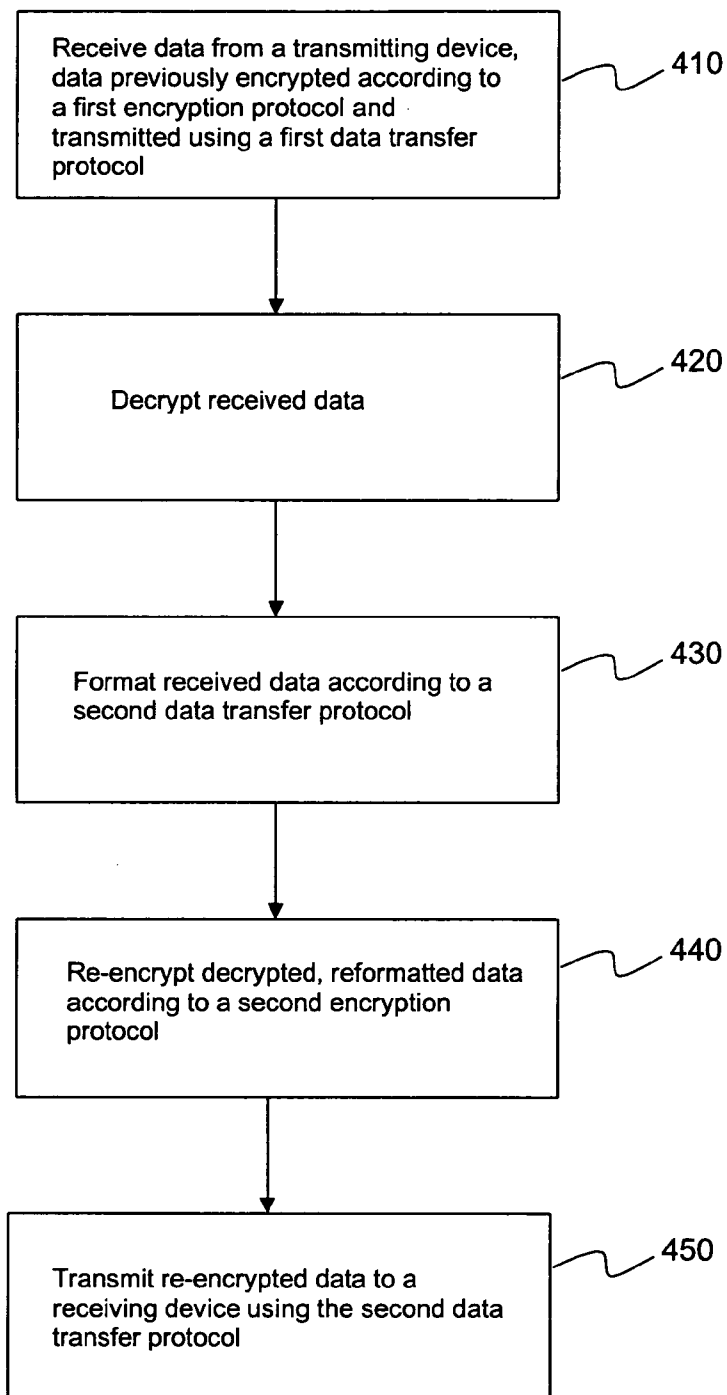 Receive data from a transmitting device,
data previously encrypted according to
a first encryption protocol and
transmitted using a first data transfer
protocol
410
Decrypt received data
420
Format received data according to a
second data transfer protocol
430
Re-encrypt decrypted, reformatted data
according to a second encryption
protocol
440
Transmit re-encrypted data to a
receiving device using the second data
transfer protocol
450